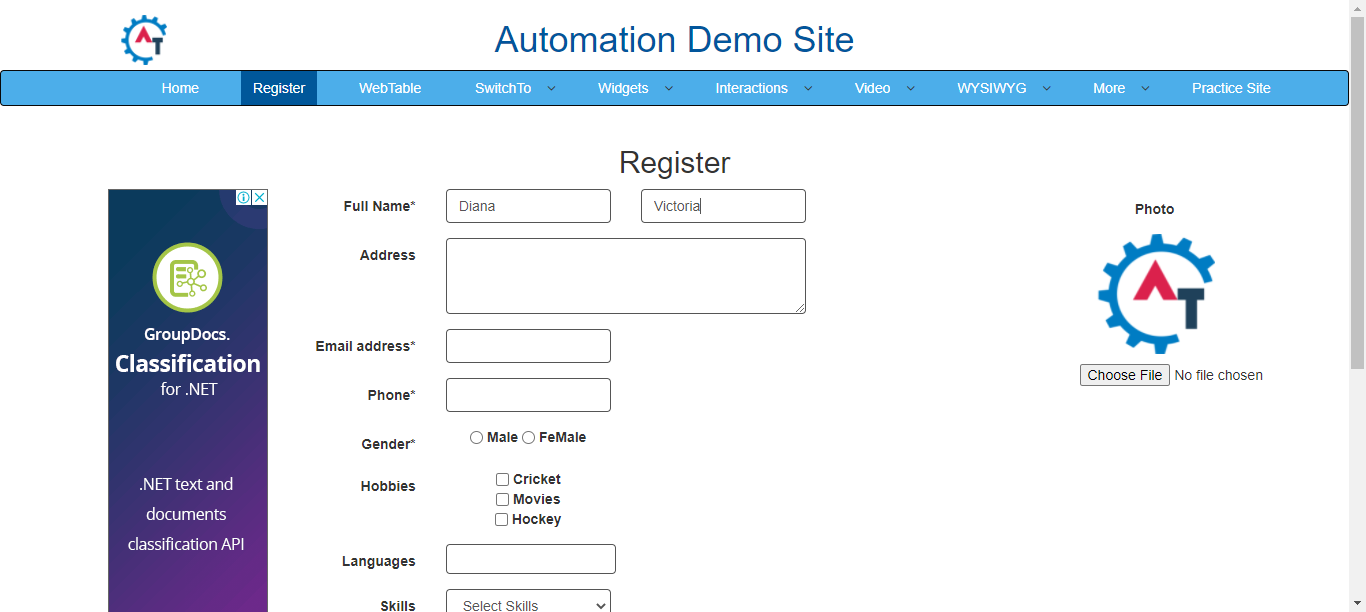 AT
Automation Demo Site
Home Register WebTable SwitchTo Widgets Interactions Video WYSIWYG More Practice Site
Register
Full Name* Diana Victoria
Address
Email address*
Phone*
Gender* Male FeMale
Hobbies Cricket
Movies
Hockey
Languages
Skills Select Skills
Photo
AT
Choose File No file chosen
GroupDocs.
Classification
for .NET
.NET text and
documents
classification API